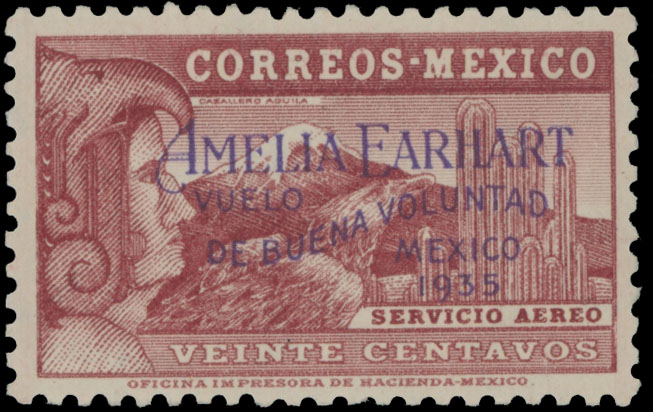 CORREOS-MEXICO
CABALLERO AGUILA
AMELIA EARHART
VUELO
DE BUENA VOLUNTAD
MEXICO
1935
SERVICIO AEREO
VEINTE CENTAVOS
OFICINA IMPRESORA DE HACIENDA-MEXICO.